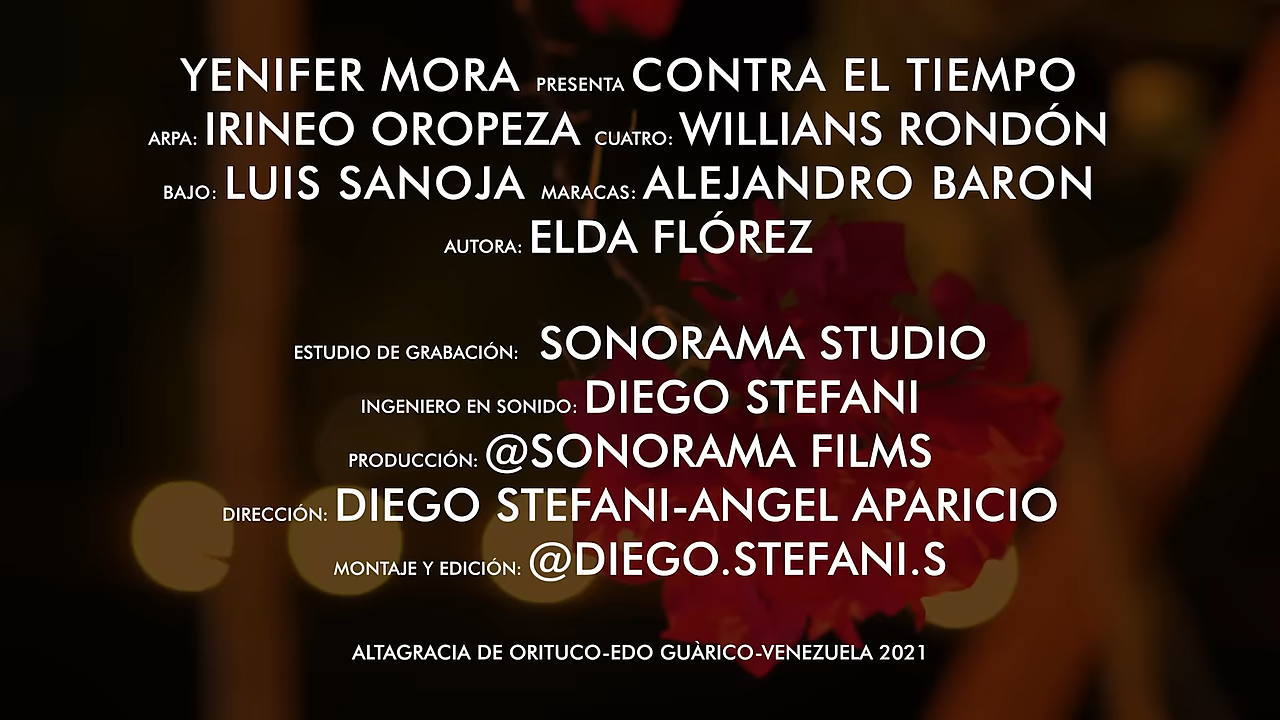 YENIFER MORA PRESENTA CONTRA EL TIEMPO
ARPA: IRINEO OROPEZA CUATRO: WILLIANS RONDÓN
BAJO: LUIS SANOJA MARACAS: ALEJANDRO BARON
AUTORA: ELDA FLÓREZ
ESTUDIO DE GRABACIÓN: SONORAMA STUDIO
INGENIERO EN SONIDO: DIEGO STEFANI
PRODUCCIÓN: @SONORAMA FILMS
DIRECCIÓN: DIEGO STEFANI-ANGEL APARICIO
MONTAJE Y EDICIÓN: @DIEGO.STEFANI.S
ALTAGRACIA DE ORITUCO-EDO GUÀRICO-VENEZUELA 2021